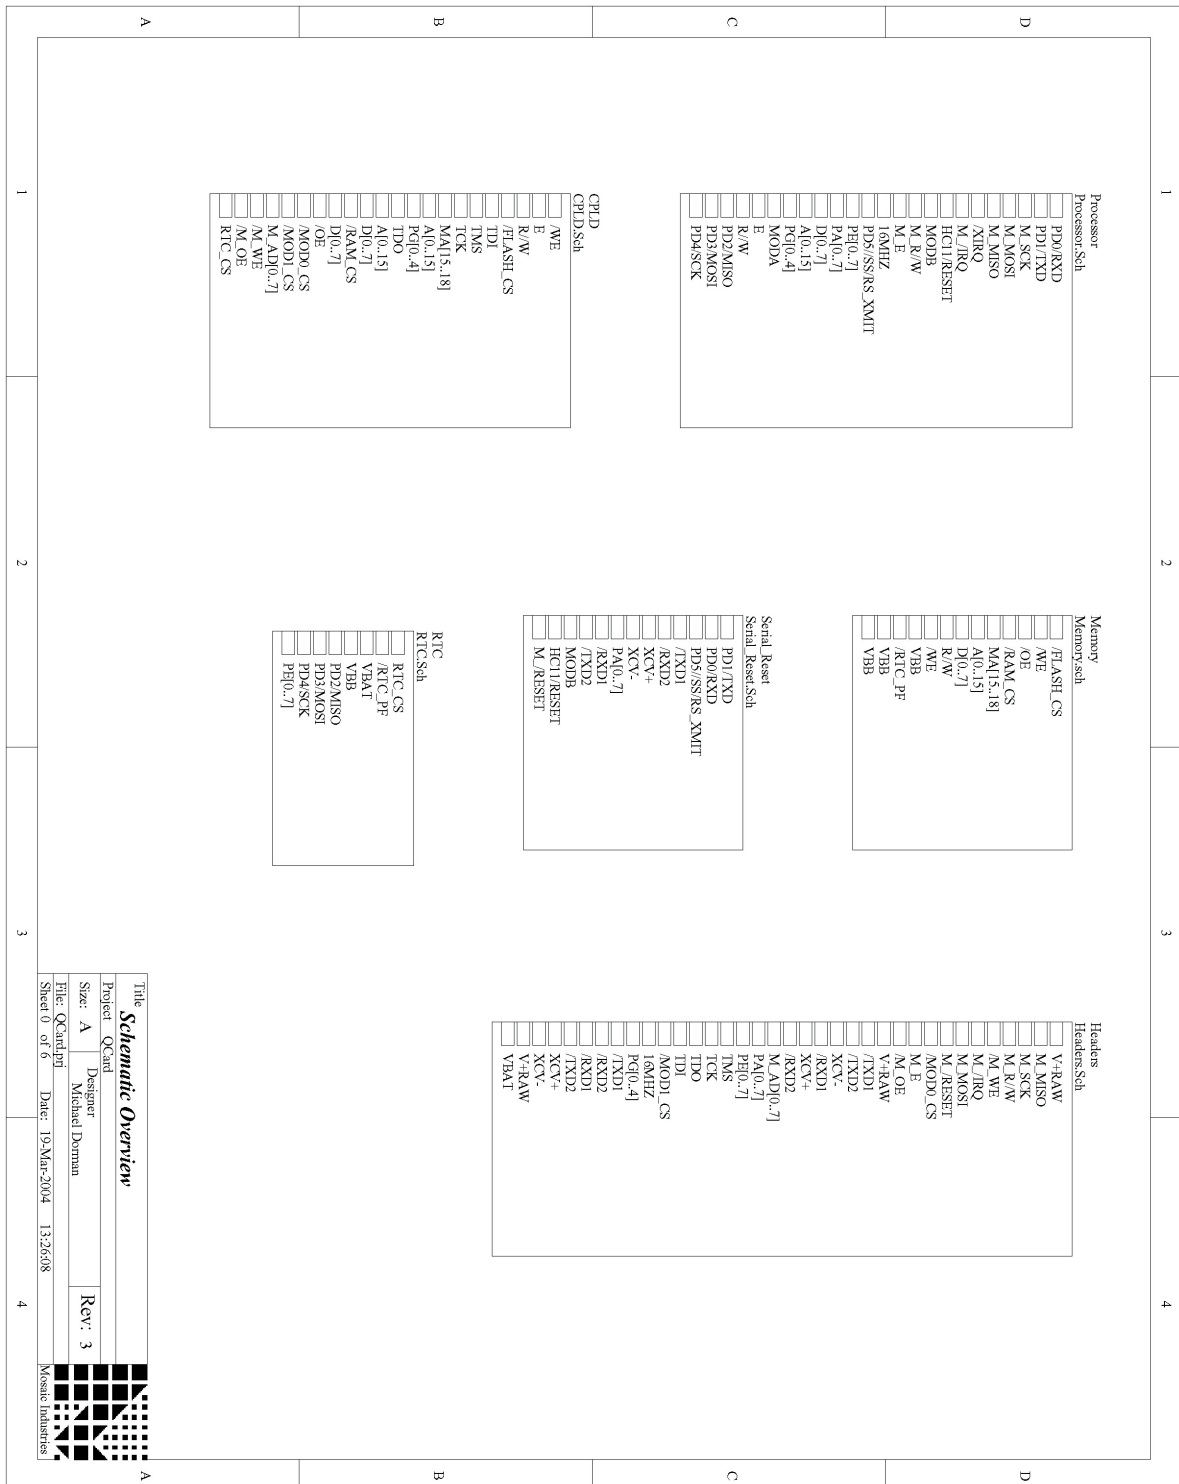 1
2
3
4
D
D
C
C
B
B
A
A
1
2
3
4
Processor
Processor.Sch
PD0/RXD
PD1/TXD
M_SCK
M_MOSI
M_MISO
/XIRQ
M_/IRQ
HC11/RESET
MODB
M_R//W
M_E
16MHZ
PD5//SS/RS_XMIT
PE[0..7]
PA[0..7]
D[0..7]
A[0..15]
PG[0..4]
MODA
E
R//W
PD2/MISO
PD3/MOSI
PD4/SCK
Memory
Memory.sch
/FLASH_CS
/WE
/OE
/RAM_CS
MA[15..18]
A[0..15]
D[0..7]
R//W
/WE
VBB
/RTC_PF
VBB
VBB
Headers
Headers.Sch
V+RAW
M_MISO
M_SCK
M_R//W
/M_WE
M_/IRQ
M_MOSI
M_/RESET
/MOD0_CS
M_E
/M_OE
V+RAW
/TXD1
/TXD2
XCV-
/RXD1
XCV+
/RXD2
M_AD[0..7]
PA[0..7]
PE[0..7]
TMS
TCK
TDO
TDI
/MOD1_CS
16MHZ
PG[0..4]
/TXD1
/RXD2
/RXD1
/TXD2
XCV+
XCV-
V+RAW
VBAT
Serial_Reset
Serial_Reset.Sch
PD1/TXD
PD0/RXD
PD5//SS/RS_XMIT
/TXD1
/RXD2
XCV+
XCV-
PA[0..7]
/RXD1
/TXD2
MODB
HC11/RESET
M_/RESET
CPLD
CPLD.Sch
/WE
E
R//W
/FLASH_CS
TDI
TMS
TCK
MA[15..18]
A[0..15]
PG[0..4]
TDO
A[0..15]
D[0..7]
/RAM_CS
D[0..7]
/OE
/MOD0_CS
/MOD1_CS
M_AD[0..7]
/M_WE
/M_OE
RTC_CS
RTC
RTC.Sch
RTC_CS
/RTC_PF
VBAT
VBB
PD2/MISO
PD3/MOSI
PD4/SCK
PE[0..7]
Title Schematic Overview
Project QCard
Size: A Designer Michael Dorman Rev: 3
File: QCard.prj
Sheet 0 of 6 Date: 19-Mar-2004 13:26:08
Mosaic Industries